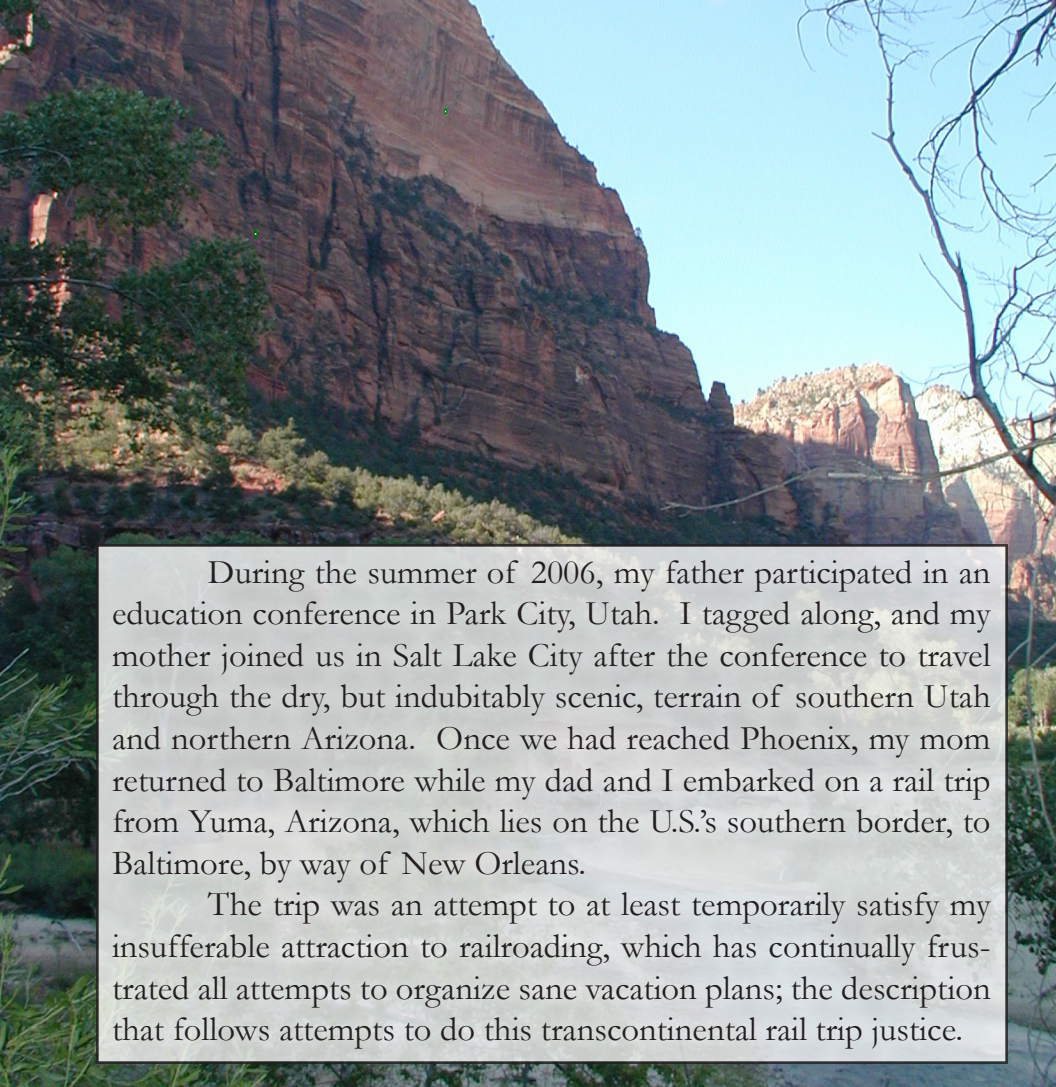 During the summer of 2006, my father participated in an
education conference in Park City, Utah.  I tagged along, and my
mother joined us in Salt Lake City after the conference to travel
through the dry, but indubitably scenic, terrain of southern Utah
and northern Arizona.  Once we had reached Phoenix, my mom
returned to Baltimore while my dad and I embarked on a rail trip
from Yuma, Arizona, which lies on the U.S.'s southern border, to
Baltimore, by way of New Orleans.
The trip was an attempt to at least temporarily satisfy my
insufferable attraction to railroading, which has continually frus-
trated all attempts to organize sane vacation plans; the description
that follows attempts to do this transcontinental rail trip justice.